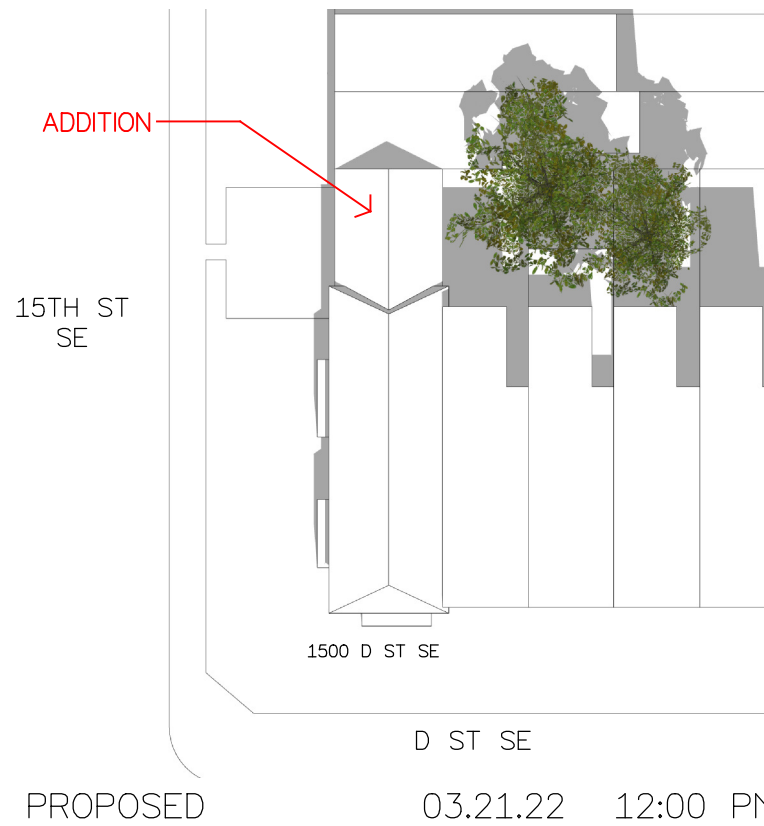 ADDITION
15TH ST
SE
1500 D ST SE
D ST SE
PROPOSED 03.21.22 12:00